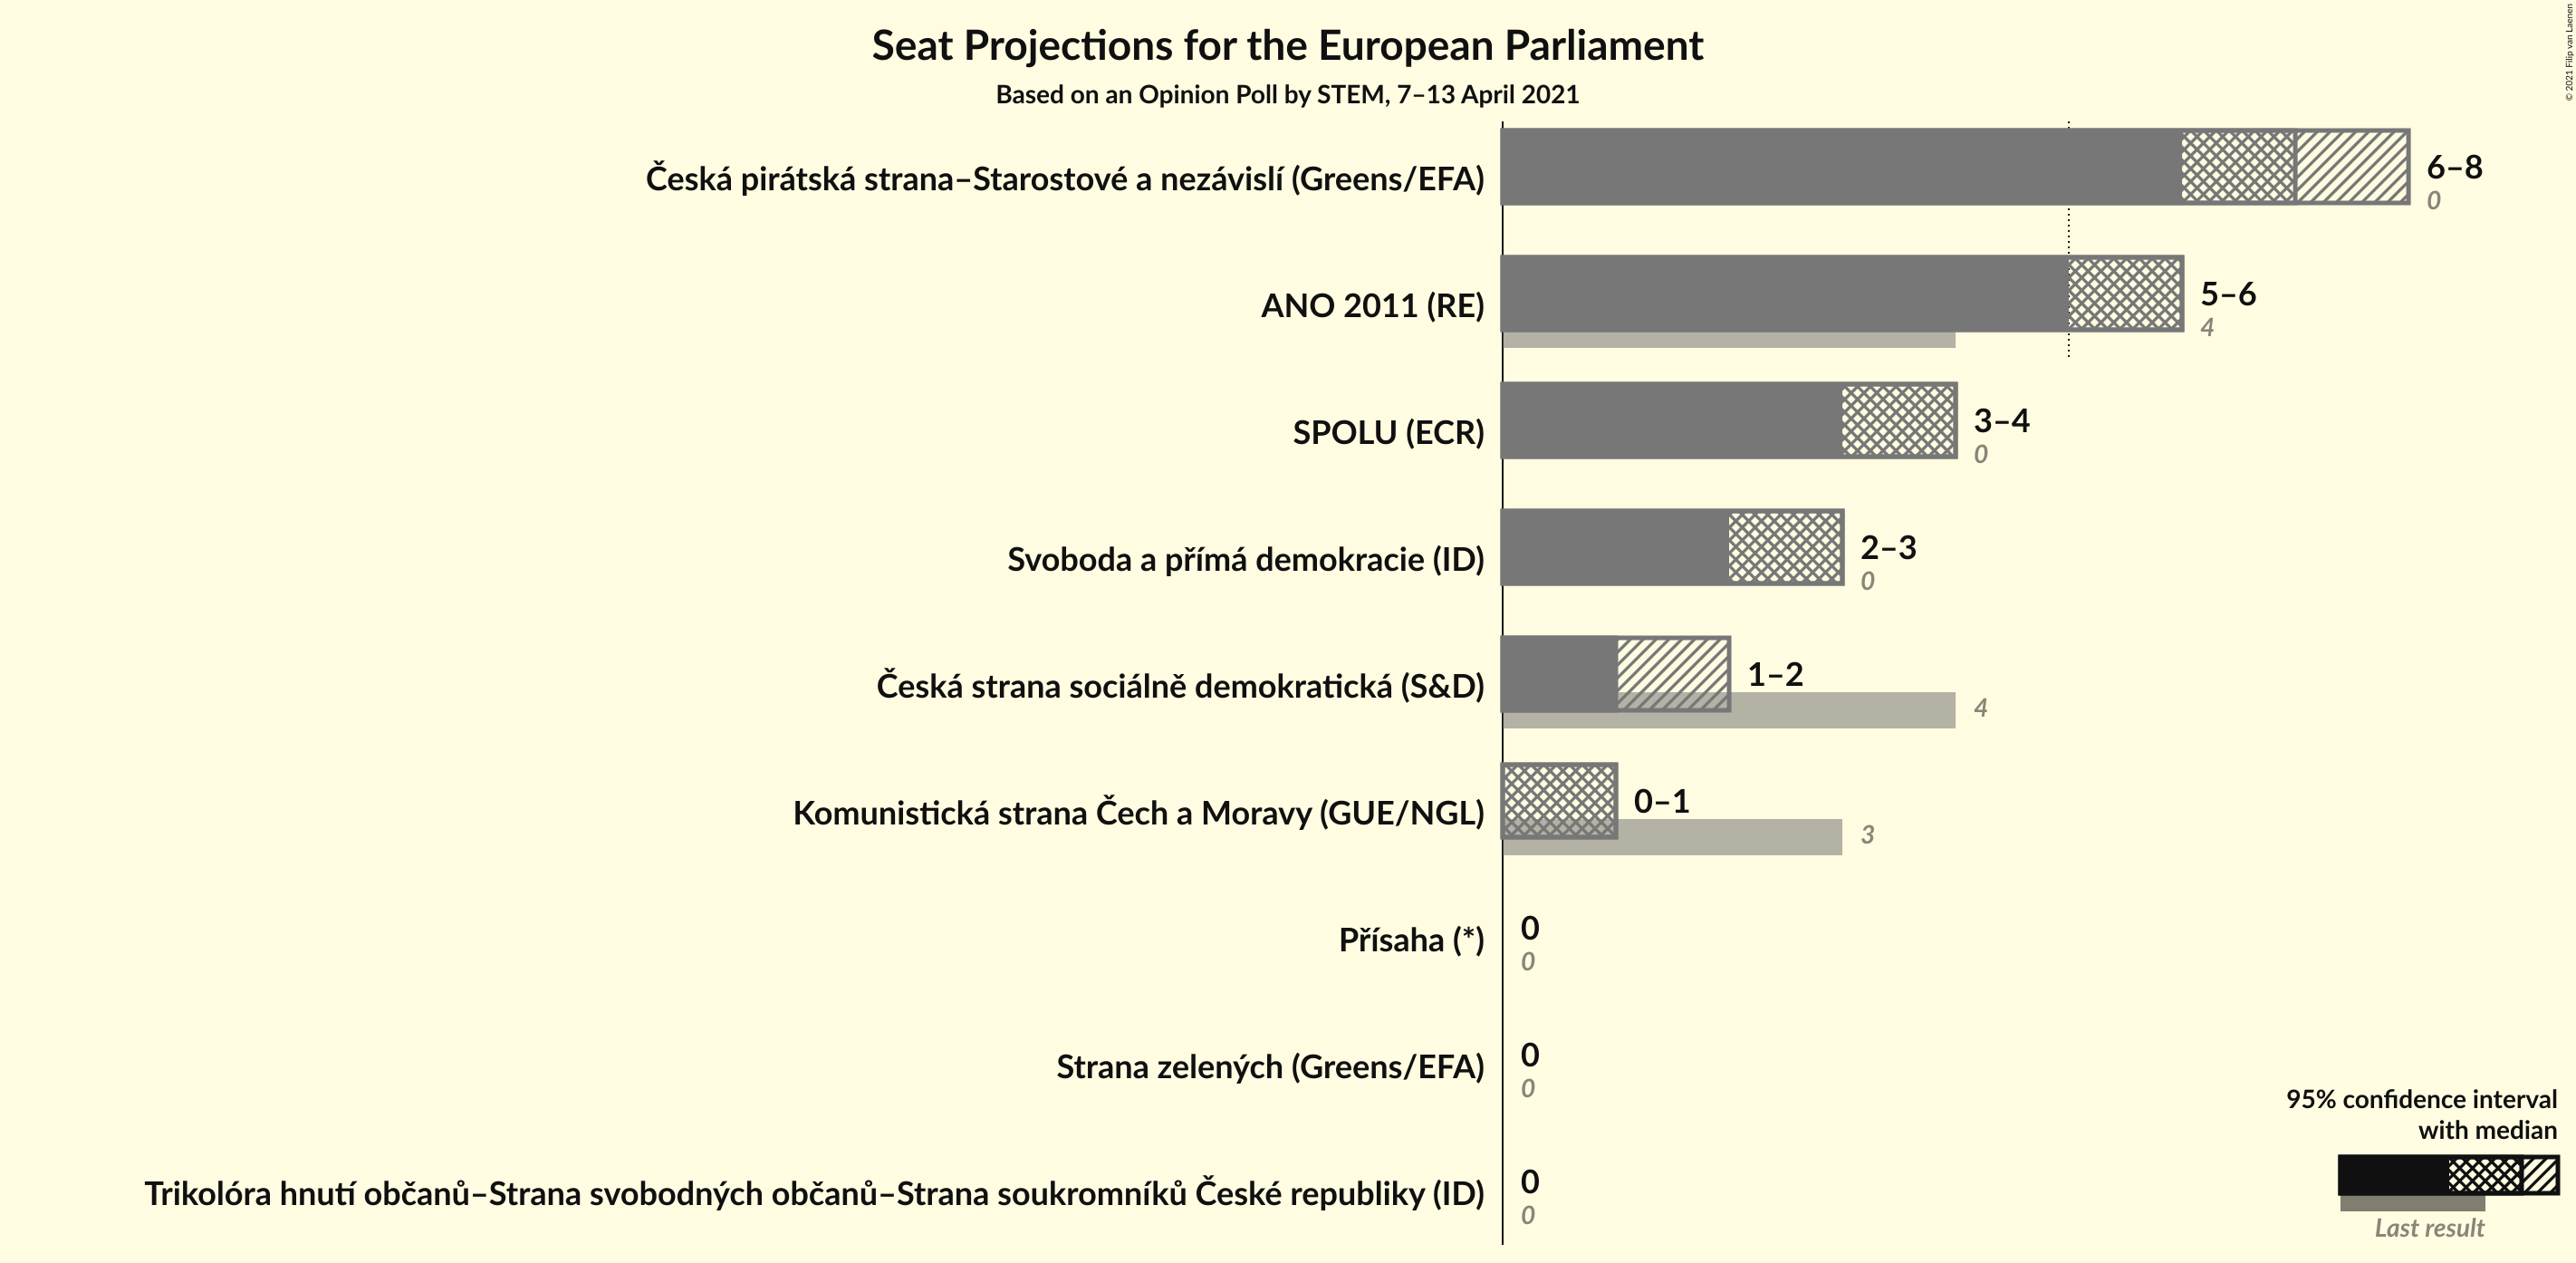 Seat Projections for the European Parliament
Based on an Opinion Poll by STEM, 7–13 April 2021
© 2021 Filip van Laenen
Česká pirátská strana–Starostové a nezávislí (Greens/EFA)
6–8
0
ANO 2011 (RE)
5–6
4
SPOLU (ECR)
3–4
0
Svoboda a přímá demokracie (ID)
2–3
0
Česká strana sociálně demokratická (S&D)
1–2
4
Komunistická strana Čech a Moravy (GUE/NGL)
0–1
3
Přísaha (*)
0
0
Strana zelených (Greens/EFA)
0
0
Trikolóra hnutí občanů–Strana svobodných občanů–Strana soukromníků České republiky (ID)
0
0
95% confidence interval
with median
Last result